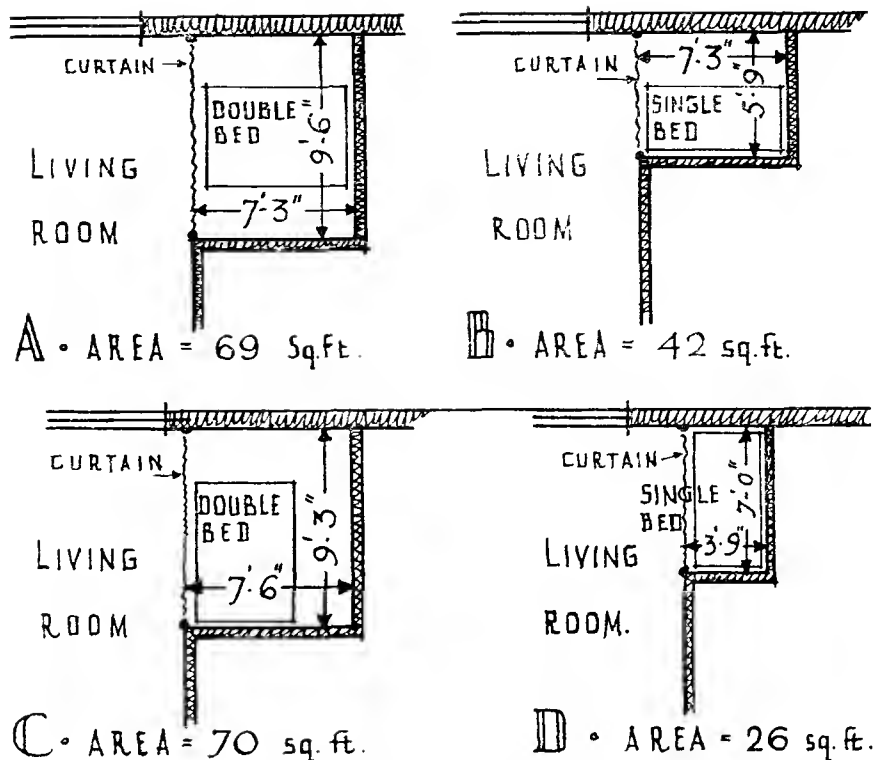 CURTAIN
DOUBLE=
BED
9'-6"
7'-3"
LIVING
ROOM
A • AREA = 69 Sq.ft.
CURTAIN
7'-3"
5'-9"
SINGLE
BED
LIVING
ROOM
B • AREA = 42 sq.ft.
CURTAIN
DOUBLE
BED
9'-3"
7'-6"
LIVING
ROOM
C • AREA = 70 sq.ft.
CURTAIN
SINGLE
BED
7'-0"
3'-9"
LIVING
ROOM.
D • AREA = 26 sq.ft.